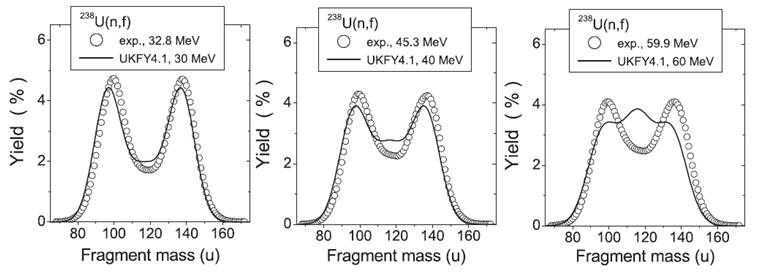 ²³⁸U(n,f)
exp., 32.8 MeV
UKFY4.1, 30 MeV
6
4
2
0
Yield ( % )
80 100 120 140 160
Fragment mass (u)
²³⁸U(n,f)
exp., 45.3 MeV
UKFY4.1, 40 MeV
6
4
2
0
Yield ( % )
80 100 120 140 160
Fragment mass (u)
²³⁸U(n,f)
exp., 59.9 MeV
UKFY4.1, 60 MeV
6
4
2
0
Yield ( % )
80 100 120 140 160
Fragment mass (u)